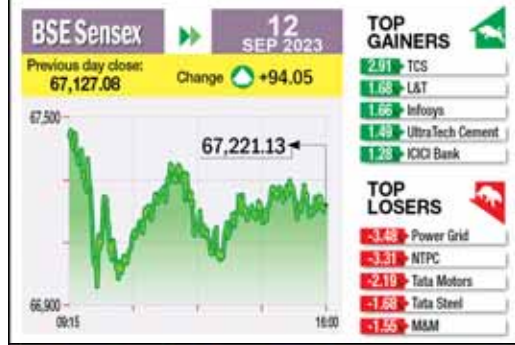 BSE Sensex
12
SEP 2023
Previous day close:
67,127.08
Change +94.05
67,500
67,221.13
66,900
09:15
16:00
TOP
GAINERS
2.91 TCS
1.68 L&T
1.66 Infosys
1.49 UltraTech Cement
1.28 ICICI Bank
TOP
LOSERS
-3.48 Power Grid
-3.31 NTPC
-2.19 Tata Motors
-1.68 Tata Steel
-1.55 M&M